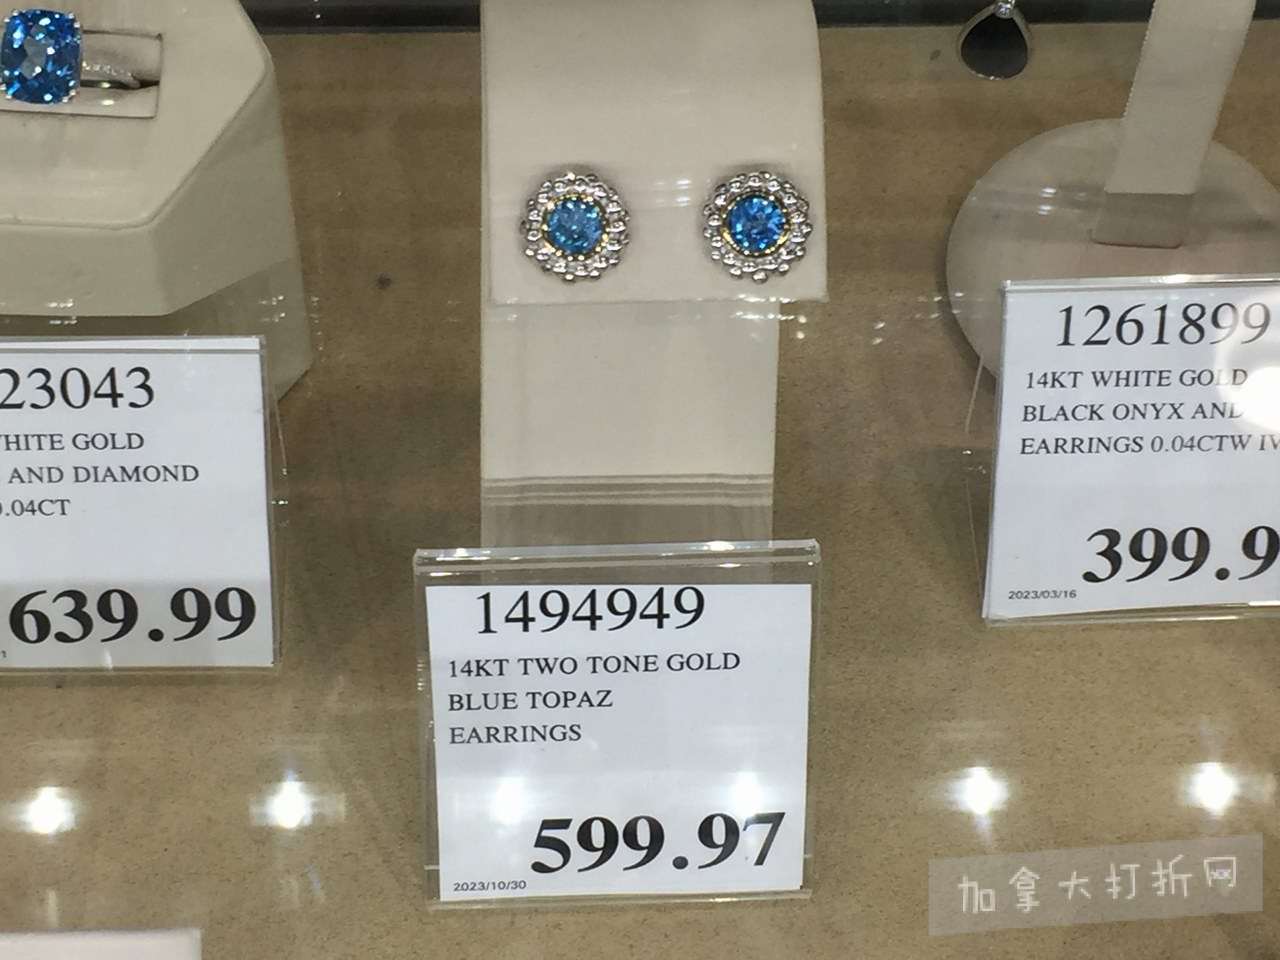 23043
WHITE GOLD
AND DIAMOND
0.04CT
639.99
1494949
14KT TWO TONE GOLD
BLUE TOPAZ
EARRINGS
599.97
2023/10/30
1261899
14KT WHITE GOLD
BLACK ONYX AND
EARRINGS 0.04CTW
399.9
2023/03/16
加拿大打折网